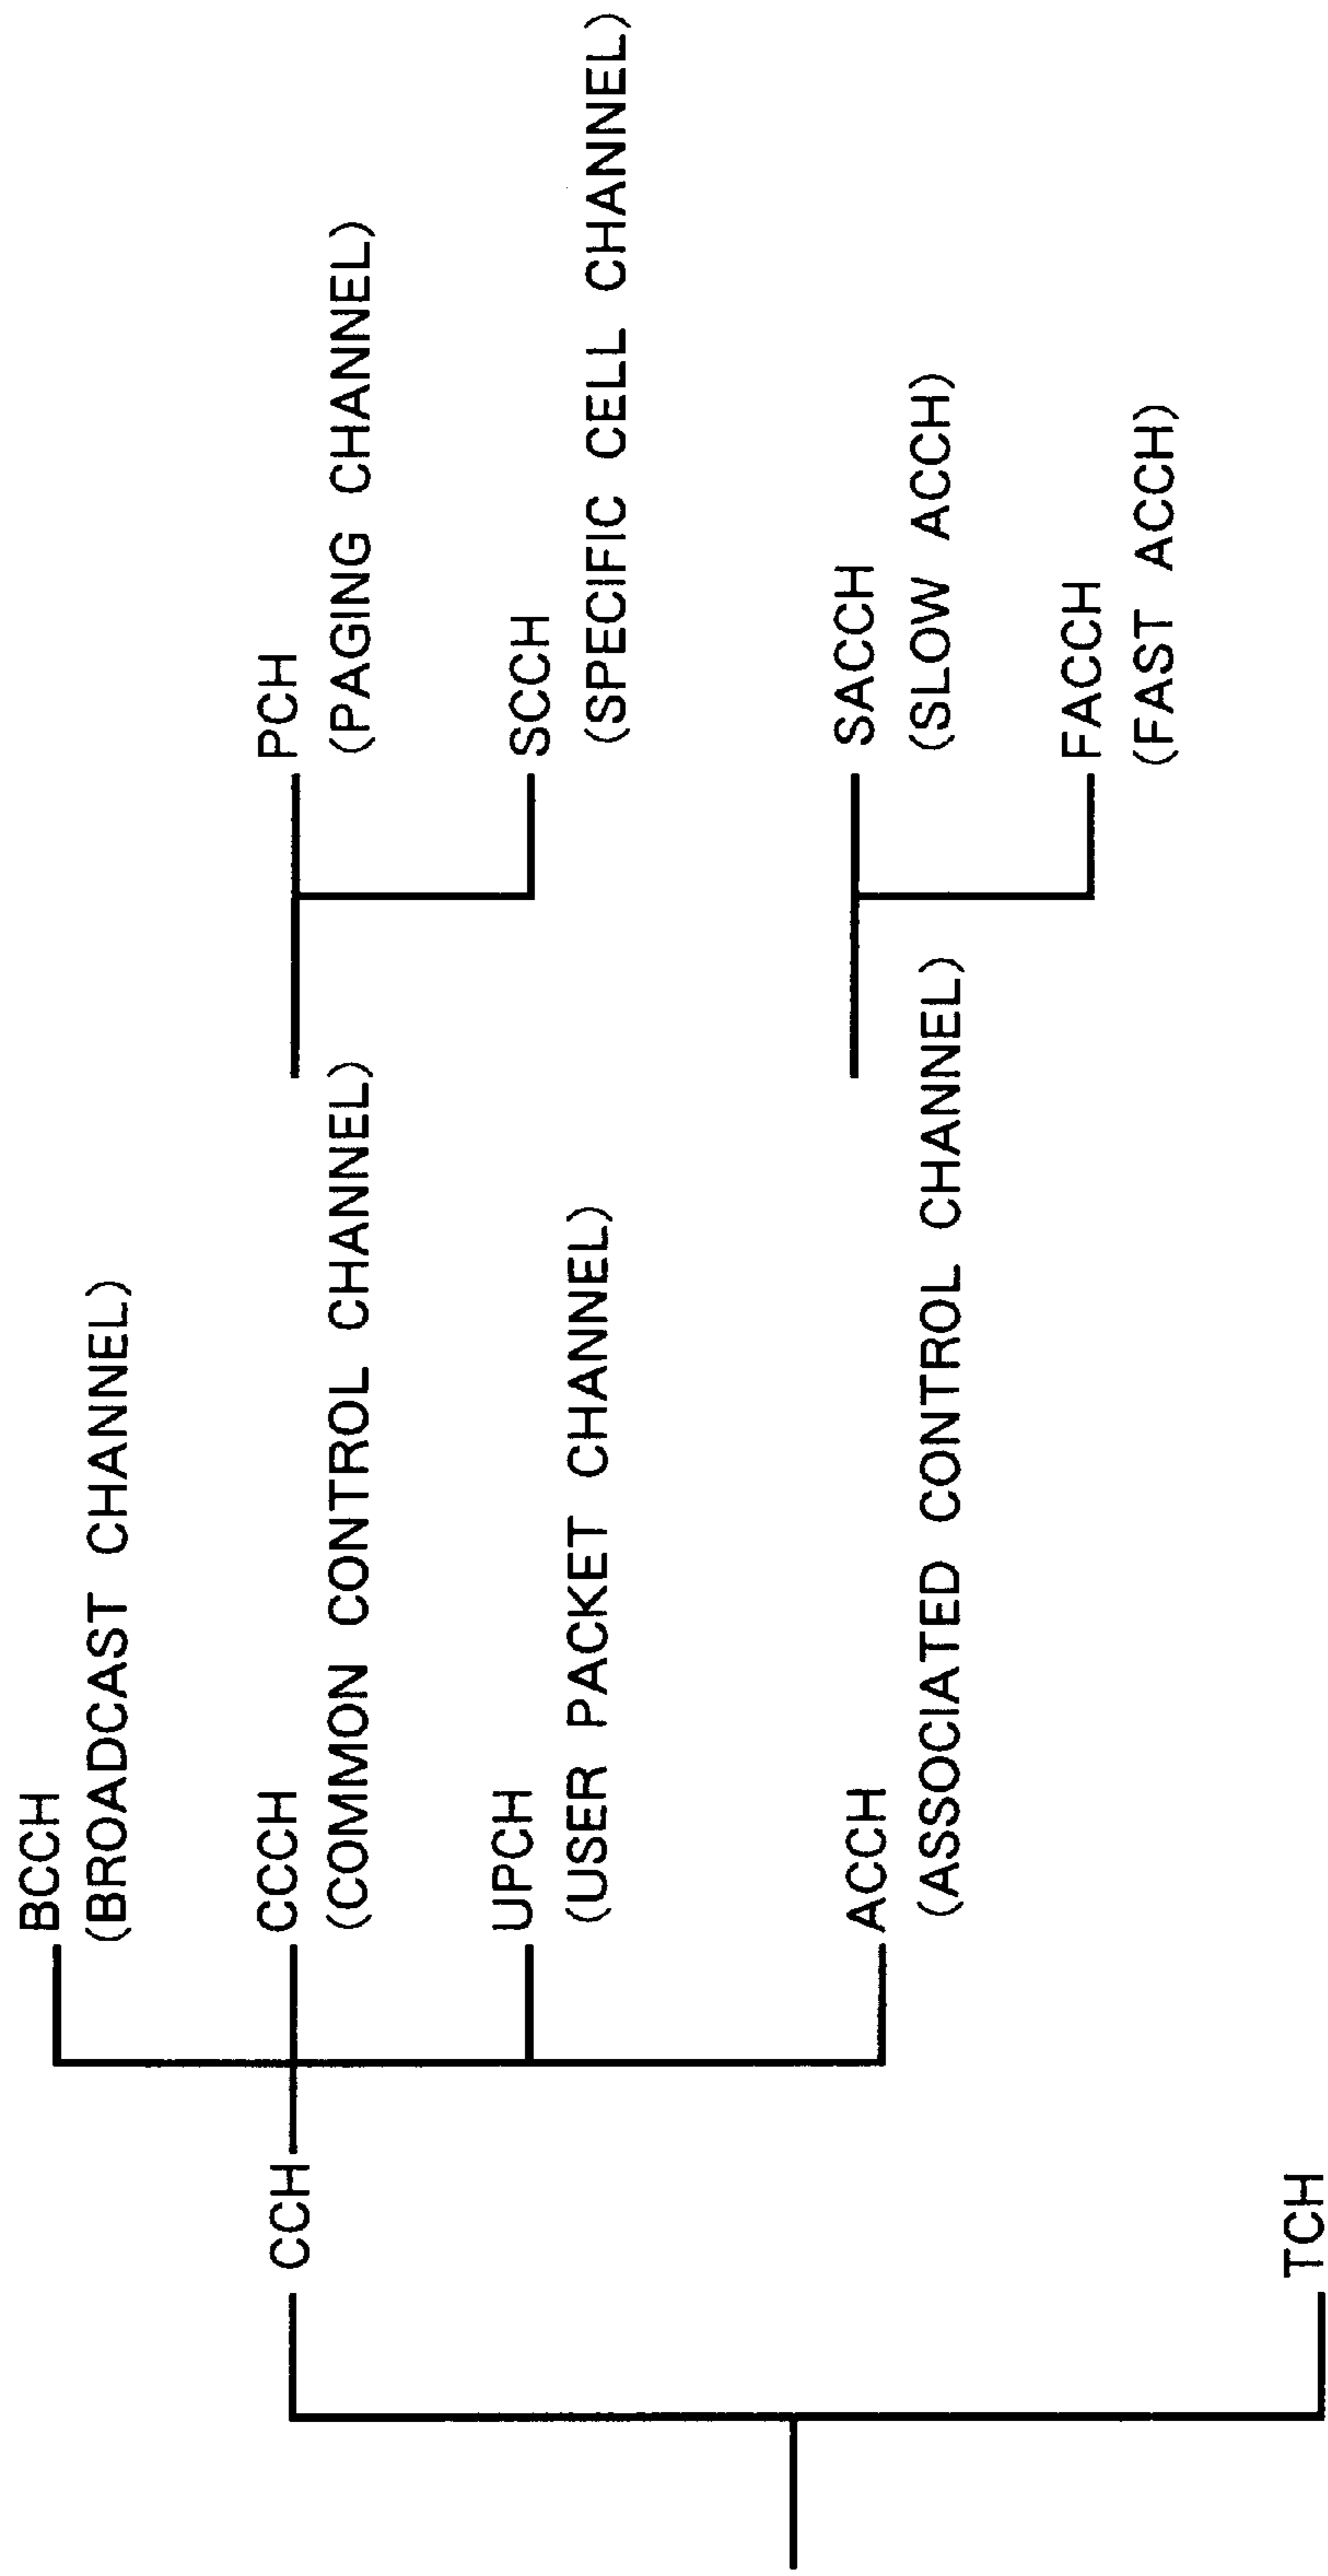 BCCH
(BROADCAST CHANNEL)
CCH
CCCH
(COMMON CONTROL CHANNEL)
PCH
(PAGING CHANNEL)
UPCH
(USER PACKET CHANNEL)
SCCH
(SPECIFIC CELL CHANNEL)
ACCH
(ASSOCIATED CONTROL CHANNEL)
SACCH
(SLOW ACCH)
FACCH
(FAST ACCH)
TCH